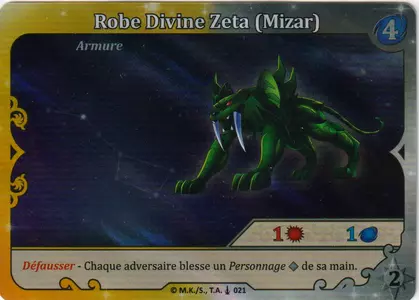 Robe Divine Zeta (Mizar)
4
Armure
1 1
Défausser - Chaque adversaire blesse un Personnage de sa main.
2
© M.K./S., T.A. 021